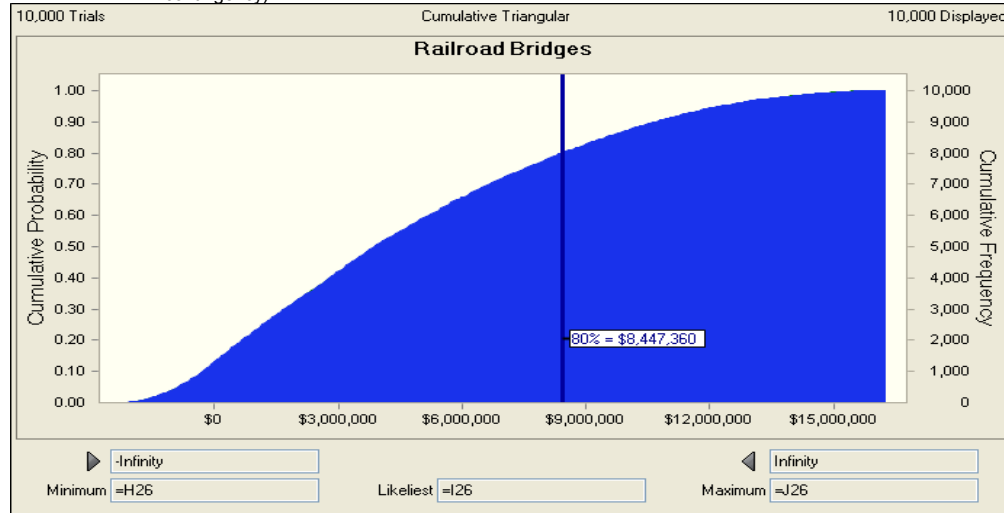 10,000 Trials Cumulative Triangular 10,000 Displayed
Railroad Bridges
Cumulative Probability
1.00
0.90
0.80
0.70
0.60
0.50
0.40
0.30
0.20
0.10
0.00
80% = $8,447,360
10,000
9,000
8,000
7,000
6,000
5,000
4,000
3,000
2,000
1,000
0
Cumulative Frequency
$0 $3,000,000 $6,000,000 $9,000,000 $12,000,000 $15,000,000
-Infinity Infinity
Minimum =H26 Likeliest =I26 Maximum =J26